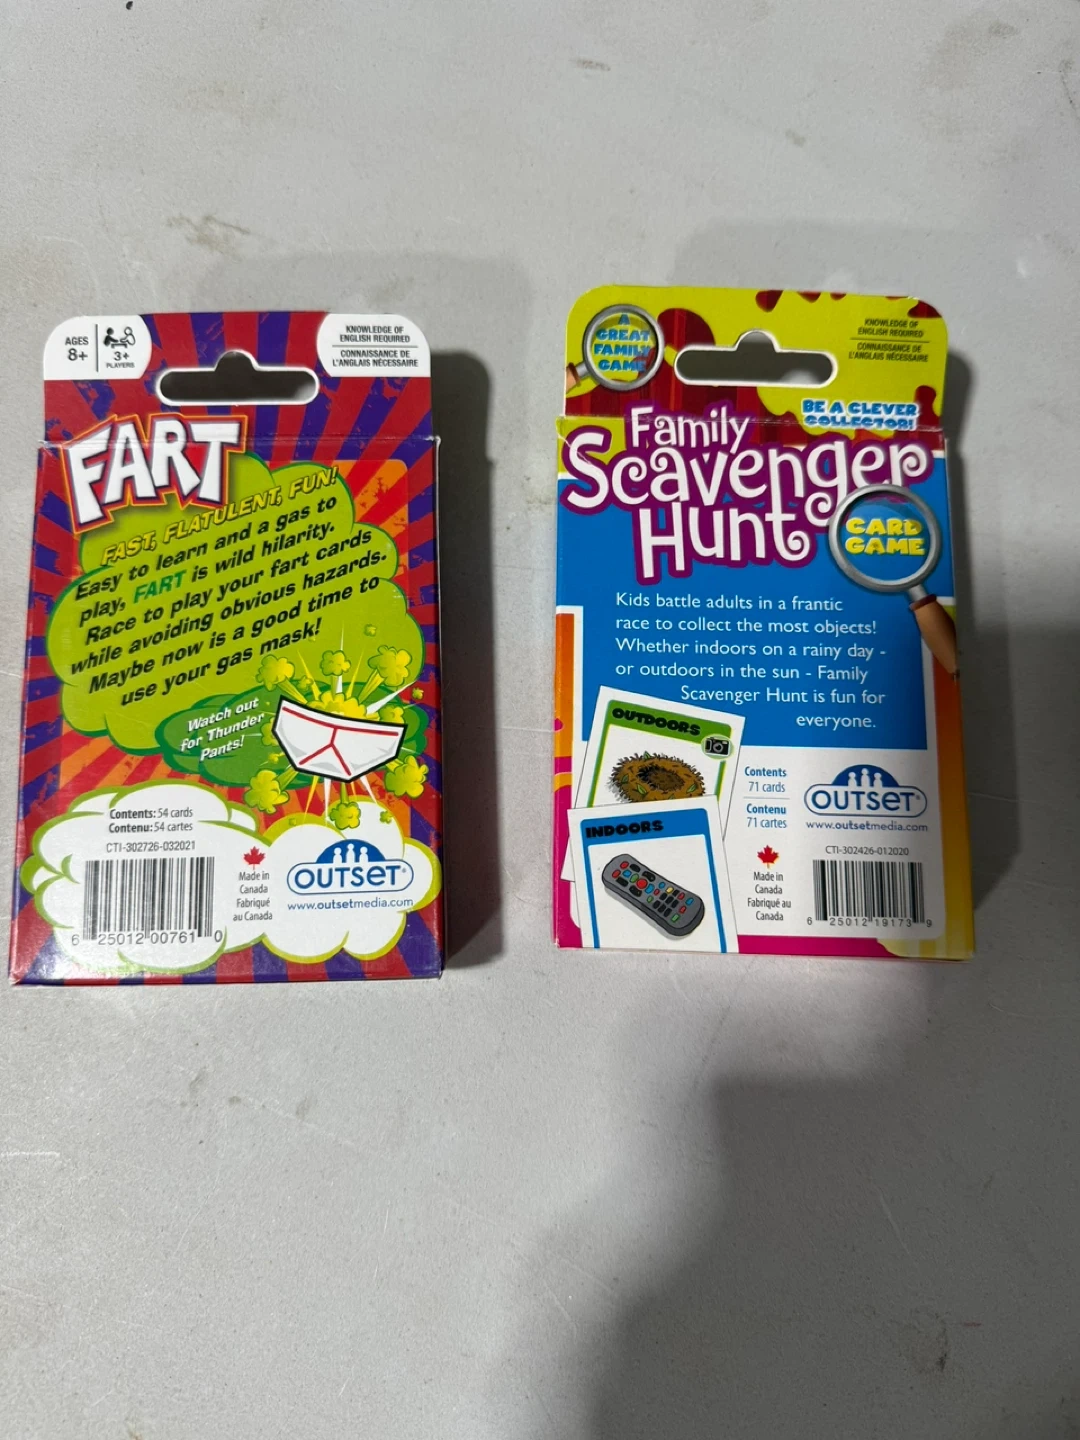 AGES
8+
3+
PLAYERS
KNOWLEDGE OF
ENGLISH REQUIRED
CONNAISSANCE DE
L'ANGLAIS NÉCESSAIRE
FART
FAST, FLATULENT, FUN!
Easy to learn and a gas to
play, FART is wild hilarity.
Race to play your fart cards
while avoiding obvious hazards.
Maybe now is a good time to
use your gas mask!
Watch out
for Thunder
Pants!
Contents: 54 cards
Contenu: 54 cartes
CTI-302726-032021
6 25012 00761 0
Made in
Canada
Fabriqué
au Canada
OUTSET®
www.outsetmedia.com
A
GREAT
FAMILY
GAME
KNOWLEDGE OF
ENGLISH REQUIRED
CONNAISSANCE DE
L'ANGLAIS NÉCESSAIRE
BE A CLEVER
COLLECTOR!
Family
Scavenger
Hunt
CARD
GAME
Kids battle adults in a frantic
race to collect the most objects!
Whether indoors on a rainy day -
or outdoors in the sun - Family
Scavenger Hunt is fun for
everyone.
OUTDOORS
INDOORS
Contents
71 cards
Contenu
71 cartes
OUTSET®
www.outsetmedia.com
CTI-302426-012020
Made in
Canada
Fabriqué au
Canada
6 25012 19173 9